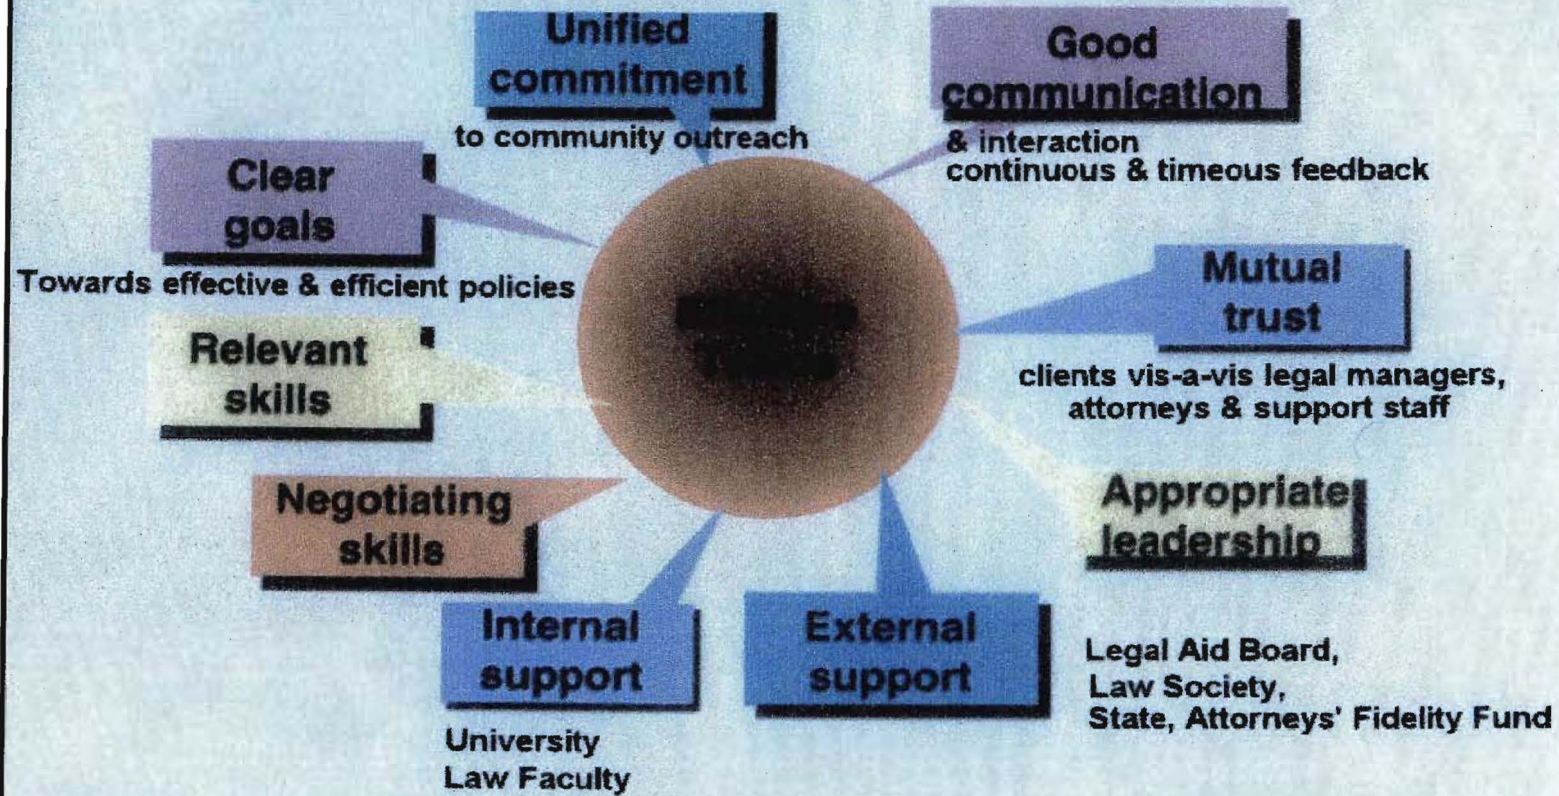 Unified
commitment
to community outreach
Good
communication
& interaction
continuous & timeous feedback
Clear
goals
Towards effective & efficient policies
Mutual
trust
clients vis-a-vis legal managers,
attorneys & support staff
Relevant
skills
Appropriate
leadership
Negotiating
skills
Internal
support
University
Law Faculty
External
support
Legal Aid Board,
Law Society,
State, Attorneys' Fidelity Fund